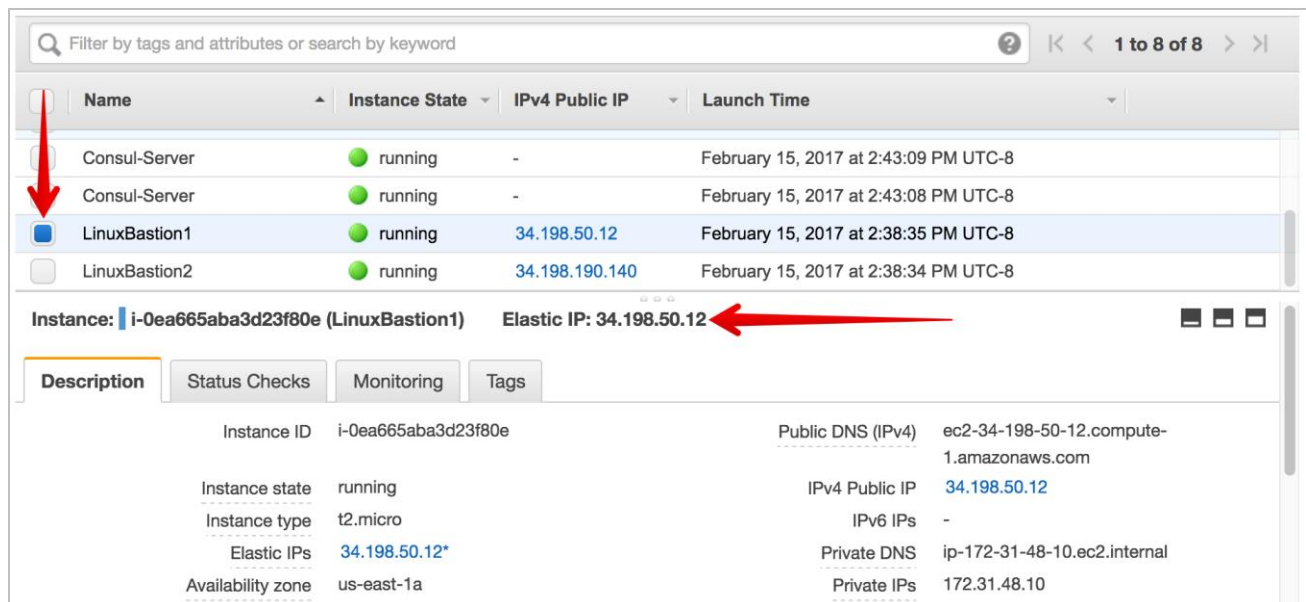 Filter by tags and attributes or search by keyword ? 1 to 8 of 8
Name Instance State IPv4 Public IP Launch Time
Consul-Server running - February 15, 2017 at 2:43:09 PM UTC-8
Consul-Server running - February 15, 2017 at 2:43:08 PM UTC-8
LinuxBastion1 running 34.198.50.12 February 15, 2017 at 2:38:35 PM UTC-8
LinuxBastion2 running 34.198.190.140 February 15, 2017 at 2:38:34 PM UTC-8
Instance: i-0ea665aba3d23f80e (LinuxBastion1) Elastic IP: 34.198.50.12
Description Status Checks Monitoring Tags
Instance ID i-0ea665aba3d23f80e Public DNS (IPv4) ec2-34-198-50-12.compute-
1.amazonaws.com
Instance state running IPv4 Public IP 34.198.50.12
Instance type t2.micro IPv6 IPs -
Elastic IPs 34.198.50.12* Private DNS ip-172-31-48-10.ec2.internal
Availability zone us-east-1a Private IPs 172.31.48.10